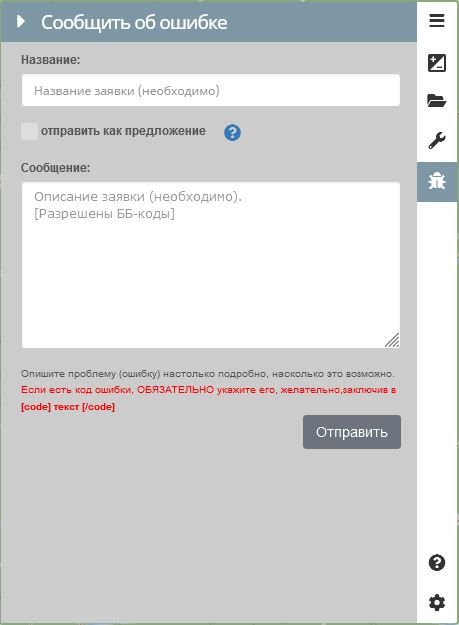 Сообщить об ошибке
Название:
Название заявки (необходимо)
отправить как предложение
Сообщение:
Описание заявки (необходимо).
[Разрешены ББ-коды]
Опишите проблему (ошибку) настолько подробно, насколько это возможно.
Если есть код ошибки, ОБЯЗАТЕЛЬНО укажите его, желательно,заключив в
[code] текст [/code]
Отправить